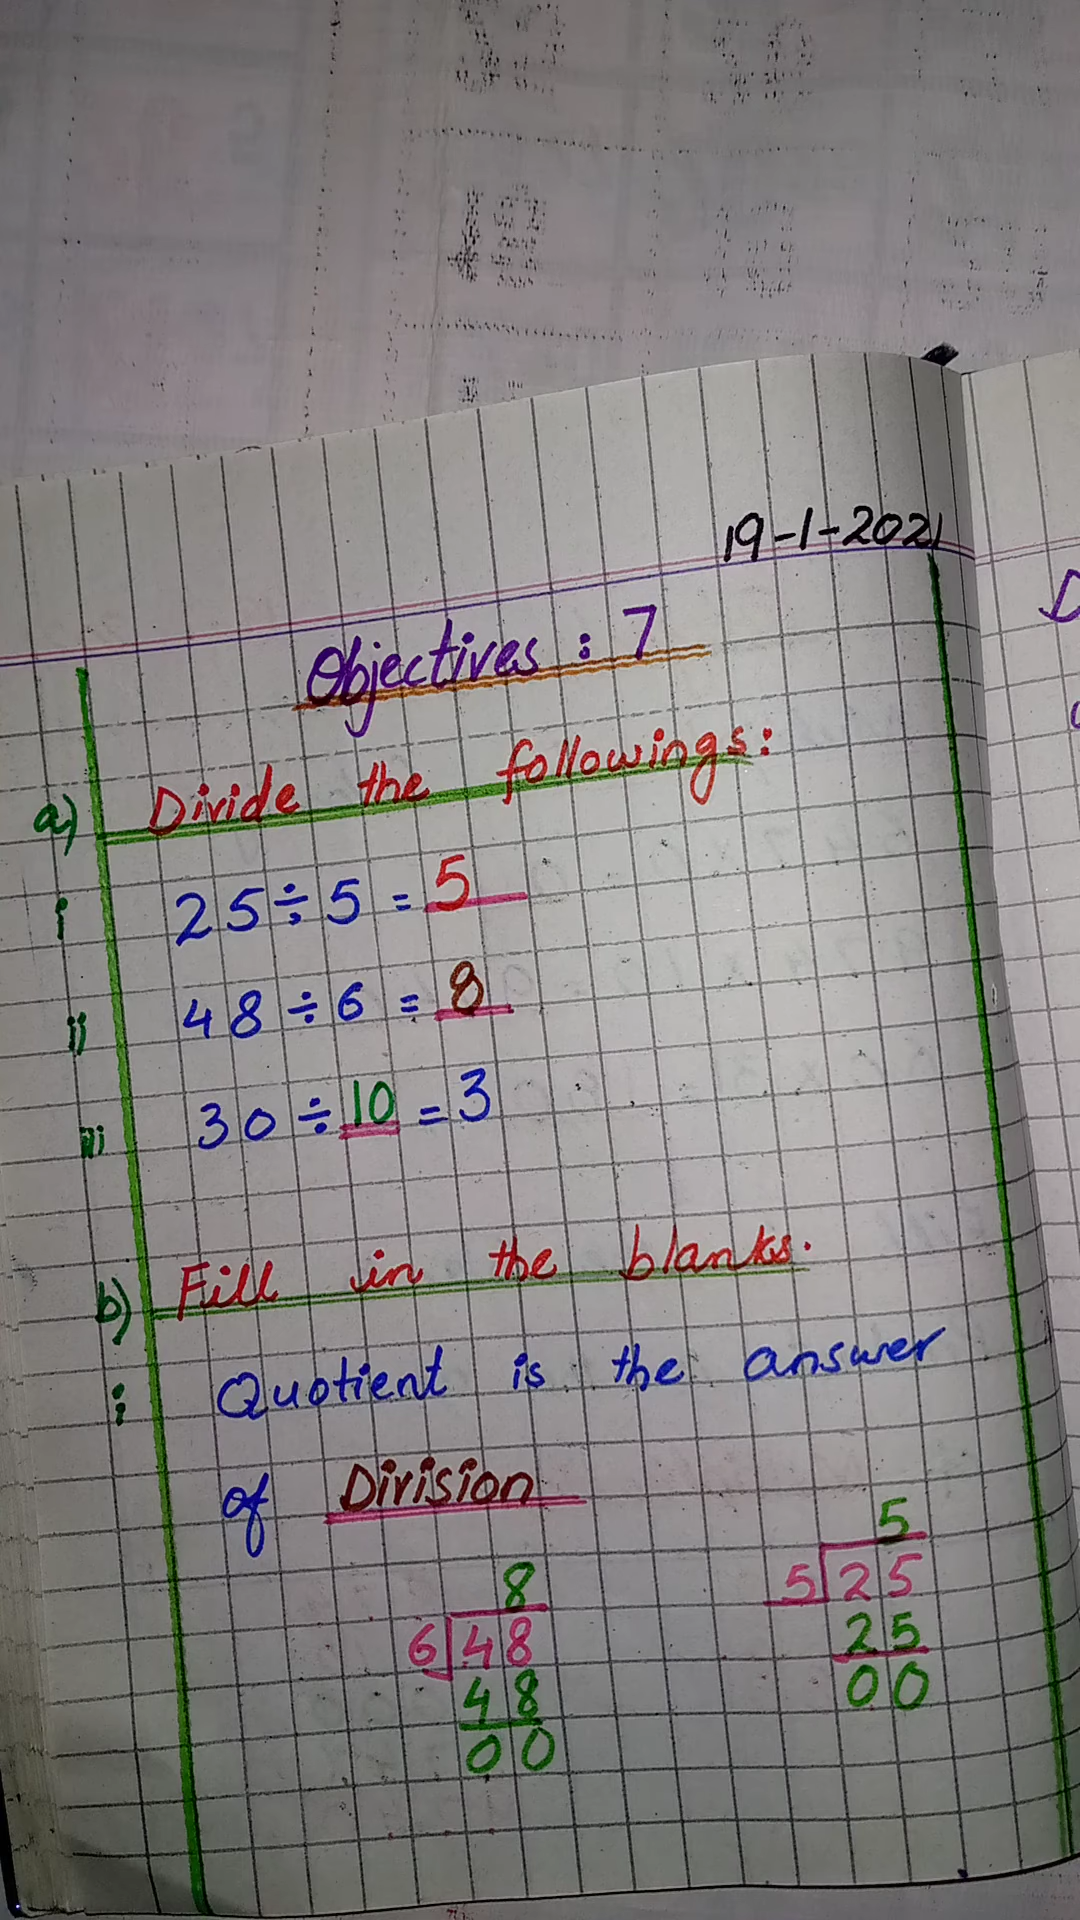 19-1-2021
Objectives : 7
a) Divide the followings:
i 25 ÷ 5 = 5
ii 48 ÷ 6 = 8
iii 30 ÷ 10 = 3
b) Fill in the blanks.
i Quotient is the answer
of Division
8
6 48
48
00
5
5 25
25
00